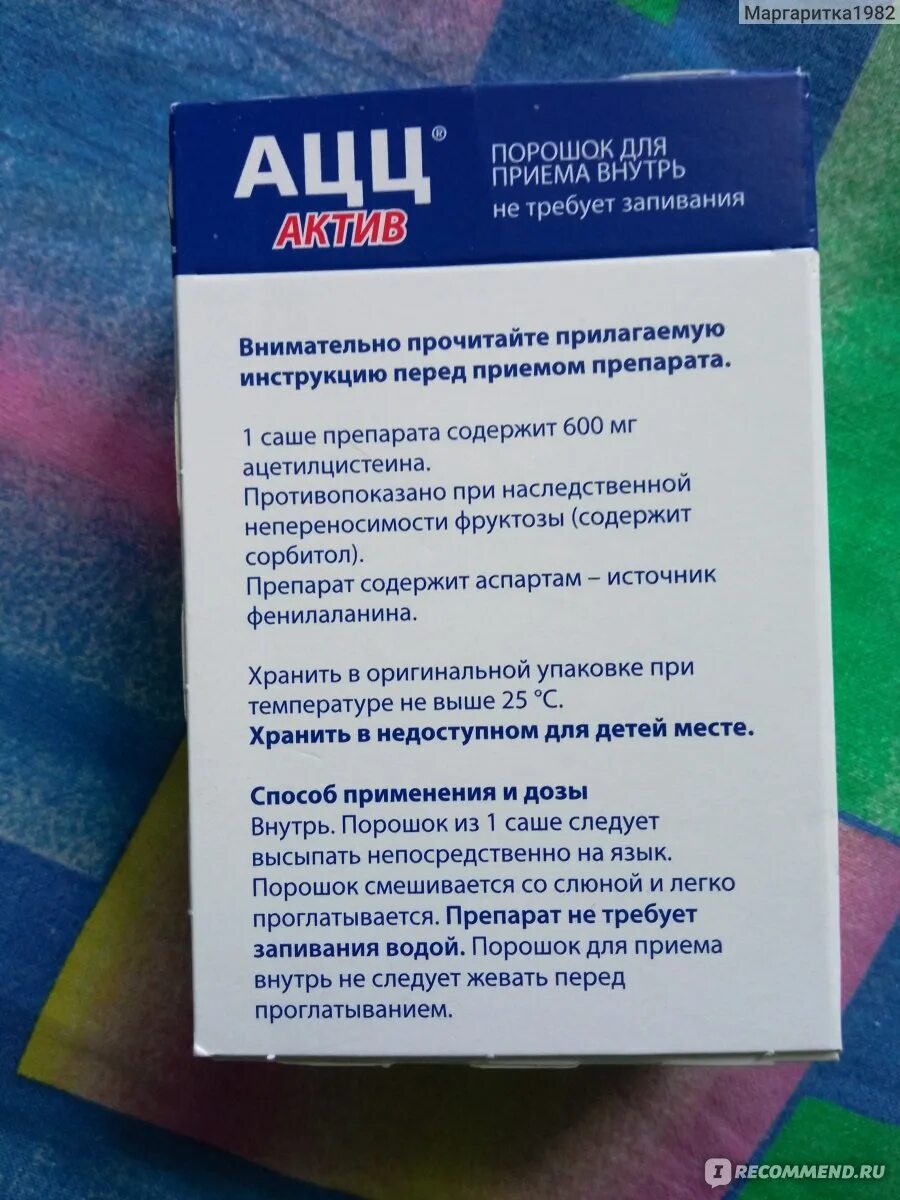 Маргаритка1982
АЦЦ®
АКТИВ
ПОРОШОК ДЛЯ
ПРИЕМА ВНУТРЬ
не требует запивания
Внимательно прочитайте прилагаемую
инструкцию перед приемом препарата.
1 саше препарата содержит 600 мг
ацетилцистеина.
Противопоказано при наследственной
непереносимости фруктозы (содержит
сорбитол).
Препарат содержит аспартам – источник
фенилаланина.
Хранить в оригинальной упаковке при
температуре не выше 25 °С.
Хранить в недоступном для детей месте.
Способ применения и дозы
Внутрь. Порошок из 1 саше следует
высыпать непосредственно на язык.
Порошок смешивается со слюной и легко
проглатывается. Препарат не требует
запивания водой. Порошок для приема
внутрь не следует жевать перед
проглатыванием.
I RECOMMEND.RU